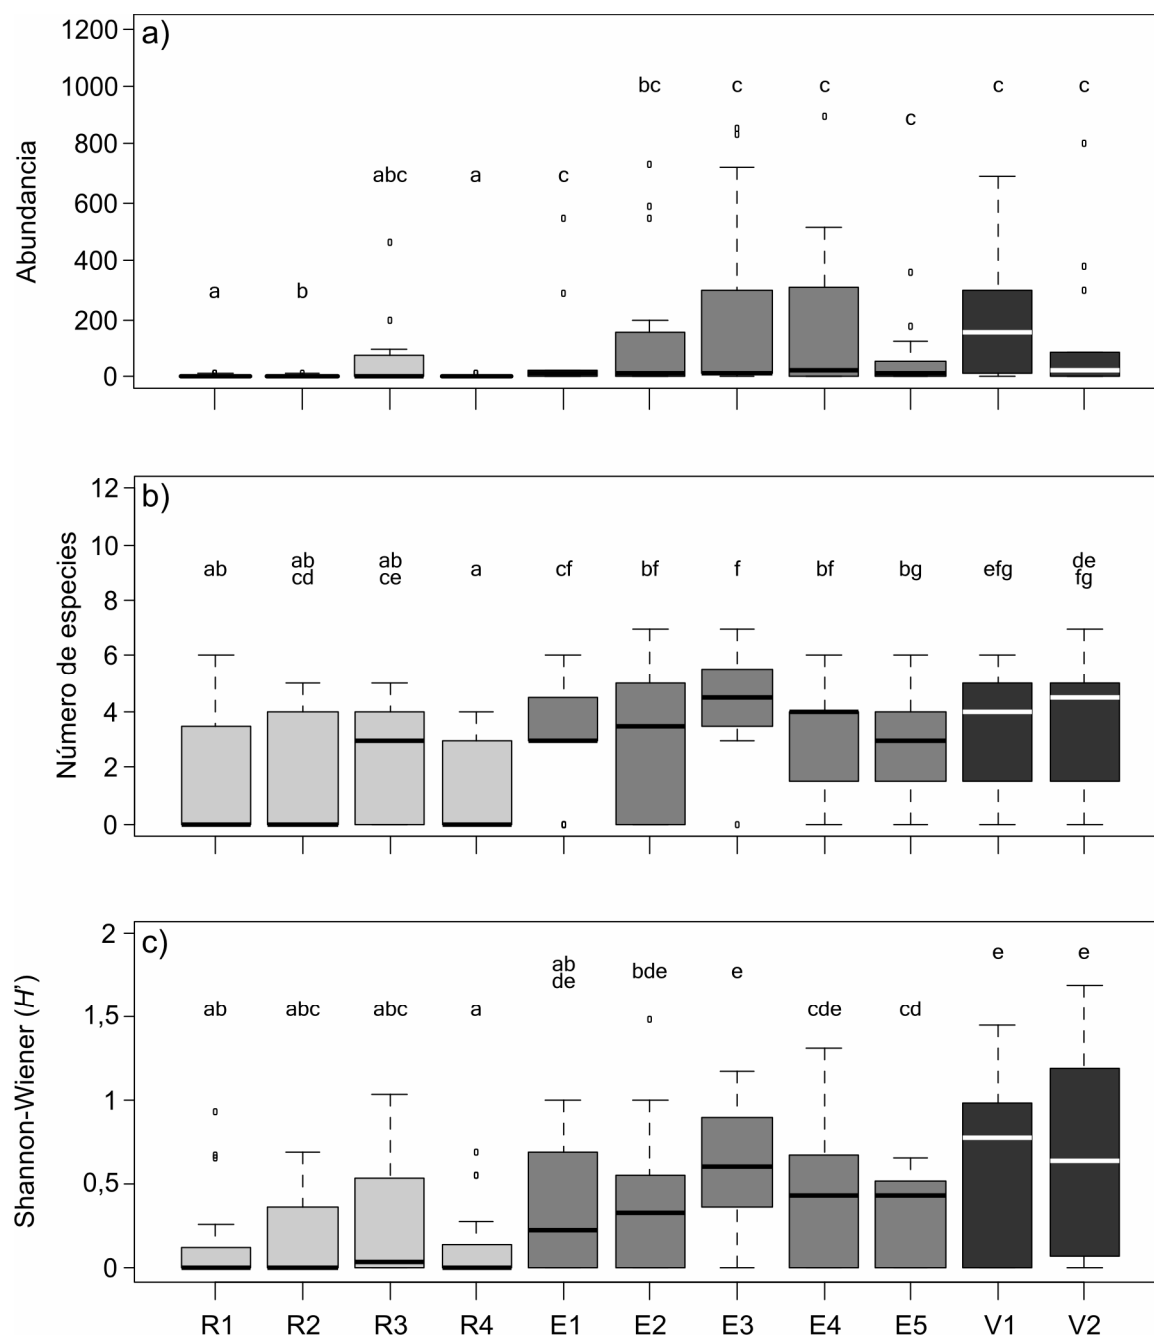 a)
Abundancia
1200
1000
800
600
400
200
0
bc c c c c
c
abc a c
a b
b)
Número de especies
12
10
8
6
4
2
0
ab ab ab a cf bf f bf bg efg de
cd ce fg
c)
Shannon-Wiener (H')
2
1,5
1
0,5
0
e e
ab bde e
de
ab abc abc a cde cd
R1 R2 R3 R4 E1 E2 E3 E4 E5 V1 V2